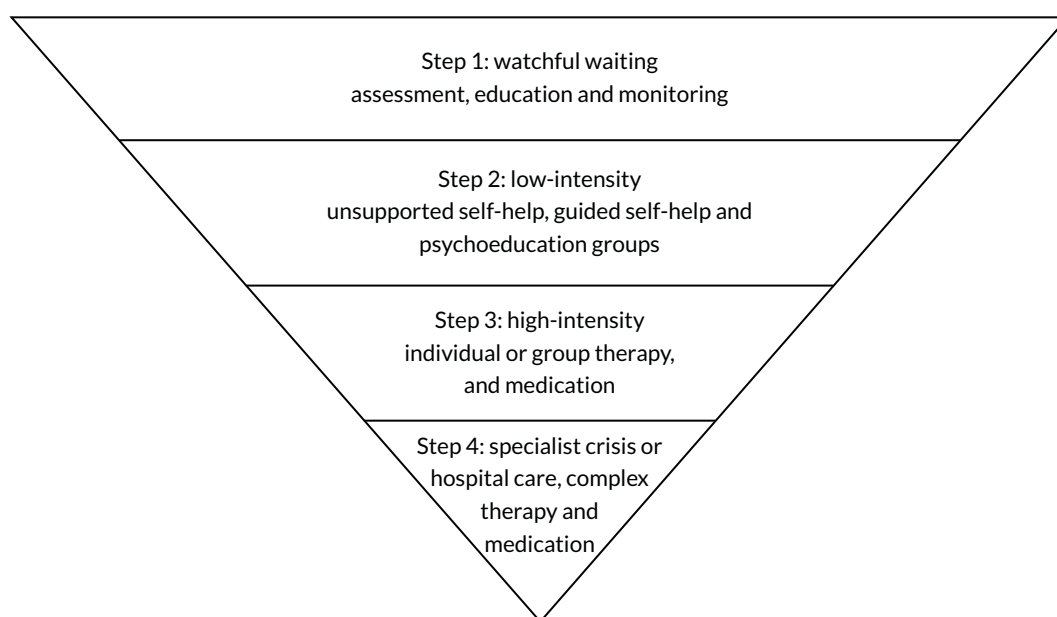 Step 1: watchful waiting
assessment, education and monitoring
Step 2: low-intensity
unsupported self-help, guided self-help and
psychoeducation groups
Step 3: high-intensity
individual or group therapy,
and medication
Step 4: specialist crisis or
hospital care, complex
therapy and
medication